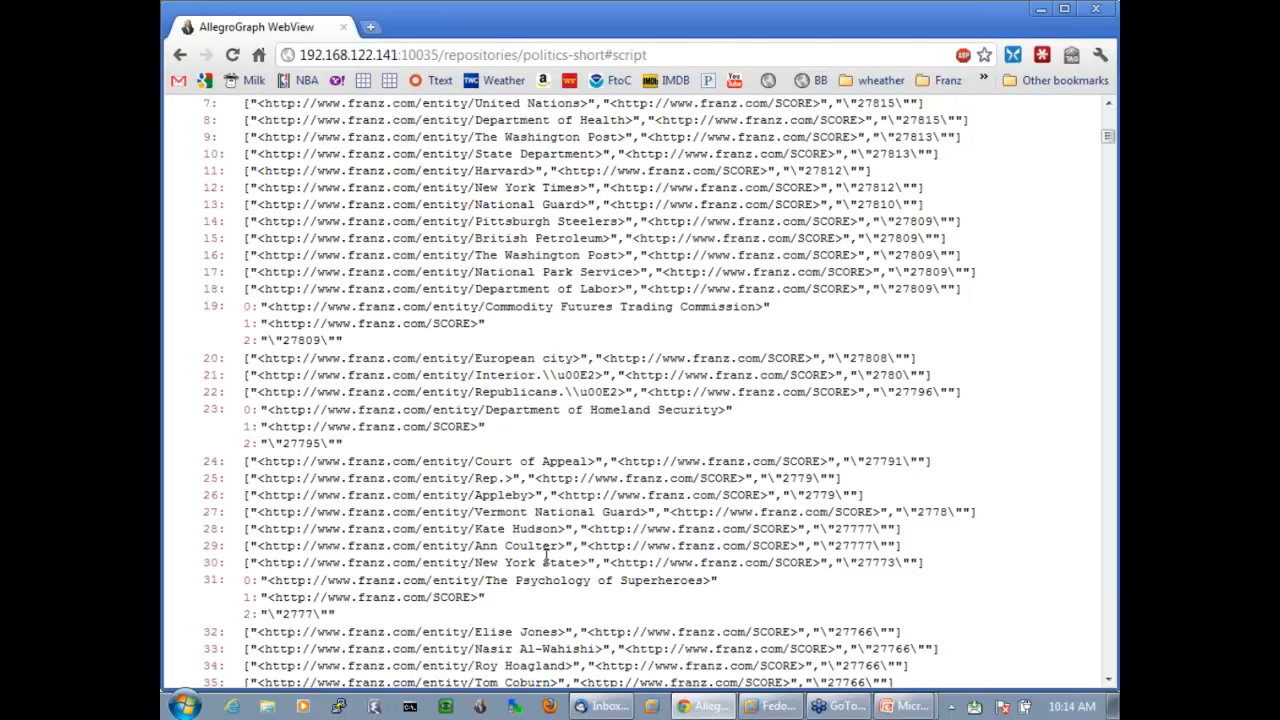 AllegroGraph WebView
192.168.122.141:10035/repositories/politics-short#script
Milk NBA Ttext Weather FtoC IMDB BB wheather Franz » Other bookmarks
7: ["<http://www.franz.com/entity/United Nations>","<http://www.franz.com/SCORE>","\"27815\""]
8: ["<http://www.franz.com/entity/Department of Health>","<http://www.franz.com/SCORE>","\"27815\""]
9: ["<http://www.franz.com/entity/The Washington Post>","<http://www.franz.com/SCORE>","\"27813\""]
10: ["<http://www.franz.com/entity/State Department>","<http://www.franz.com/SCORE>","\"27813\""]
11: ["<http://www.franz.com/entity/Harvard>","<http://www.franz.com/SCORE>","\"27812\""]
12: ["<http://www.franz.com/entity/New York Times>","<http://www.franz.com/SCORE>","\"27812\""]
13: ["<http://www.franz.com/entity/National Guard>","<http://www.franz.com/SCORE>","\"27810\""]
14: ["<http://www.franz.com/entity/Pittsburgh Steelers>","<http://www.franz.com/SCORE>","\"27809\""]
15: ["<http://www.franz.com/entity/British Petroleum>","<http://www.franz.com/SCORE>","\"27809\""]
16: ["<http://www.franz.com/entity/The Washington Post>","<http://www.franz.com/SCORE>","\"27809\""]
17: ["<http://www.franz.com/entity/National Park Service>","<http://www.franz.com/SCORE>","\"27809\""]
18: ["<http://www.franz.com/entity/Department of Labor>","<http://www.franz.com/SCORE>","\"27809\""]
19: 0: "<http://www.franz.com/entity/Commodity Futures Trading Commission>"
1: "<http://www.franz.com/SCORE>"
2: "\"27809\""
20: ["<http://www.franz.com/entity/European city>","<http://www.franz.com/SCORE>","\"27808\""]
21: ["<http://www.franz.com/entity/Interior.\\u00E2>","<http://www.franz.com/SCORE>","\"2780\""]
22: ["<http://www.franz.com/entity/Republicans.\\u00E2>","<http://www.franz.com/SCORE>","\"27796\""]
23: 0: "<http://www.franz.com/entity/Department of Homeland Security>"
1: "<http://www.franz.com/SCORE>"
2: "\"27795\""
24: ["<http://www.franz.com/entity/Court of Appeal>","<http://www.franz.com/SCORE>","\"27791\""]
25: ["<http://www.franz.com/entity/Rep.>","<http://www.franz.com/SCORE>","\"2779\""]
26: ["<http://www.franz.com/entity/Appleby>","<http://www.franz.com/SCORE>","\"2779\""]
27: ["<http://www.franz.com/entity/Vermont National Guard>","<http://www.franz.com/SCORE>","\"2778\""]
28: ["<http://www.franz.com/entity/Kate Hudson>","<http://www.franz.com/SCORE>","\"27777\""]
29: ["<http://www.franz.com/entity/Ann Coulter>","<http://www.franz.com/SCORE>","\"27777\""]
30: ["<http://www.franz.com/entity/New York State>","<http://www.franz.com/SCORE>","\"27773\""]
31: 0: "<http://www.franz.com/entity/The Psychology of Superheroes>"
1: "<http://www.franz.com/SCORE>"
2: "\"2777\""
32: ["<http://www.franz.com/entity/Elise Jones>","<http://www.franz.com/SCORE>","\"27766\""]
33: ["<http://www.franz.com/entity/Nasir Al-Wahishi>","<http://www.franz.com/SCORE>","\"27766\""]
34: ["<http://www.franz.com/entity/Roy Hoagland>","<http://www.franz.com/SCORE>","\"27766\""]
35: ["<http://www.franz.com/entity/Tom Coburn>","<http://www.franz.com/SCORE>","\"27766\""]
Inbox... Alleg... Fedo... GoTo... Micr... 10:14 AM